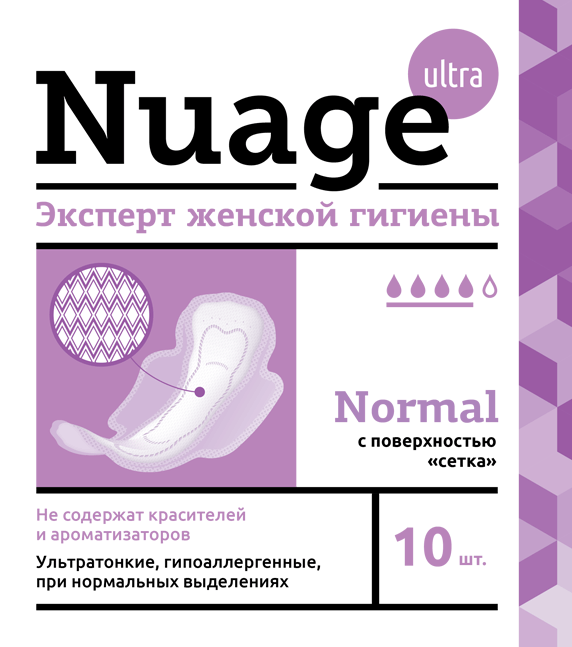 ultra
Nuage
Эксперт женской гигиены
Normal
с поверхностью
«сетка»
Не содержат красителей
и ароматизаторов
Ультратонкие, гипоаллергенные,
при нормальных выделениях
10 шт.